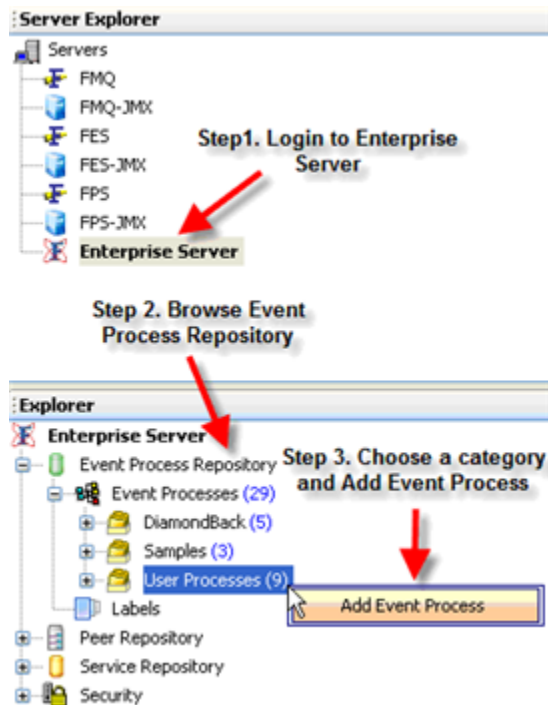 Server Explorer
Servers
FMQ
FMQ-JMX
FES
Step1. Login to Enterprise
Server
FES-JMX
FPS
FPS-JMX
Enterprise Server
Step 2. Browse Event
Process Repository
Explorer
Enterprise Server
Event Process Repository
Step 3. Choose a category
and Add Event Process
Event Processes (29)
DiamondBack (5)
Samples (3)
User Processes (9)
Add Event Process
Labels
Peer Repository
Service Repository
Security